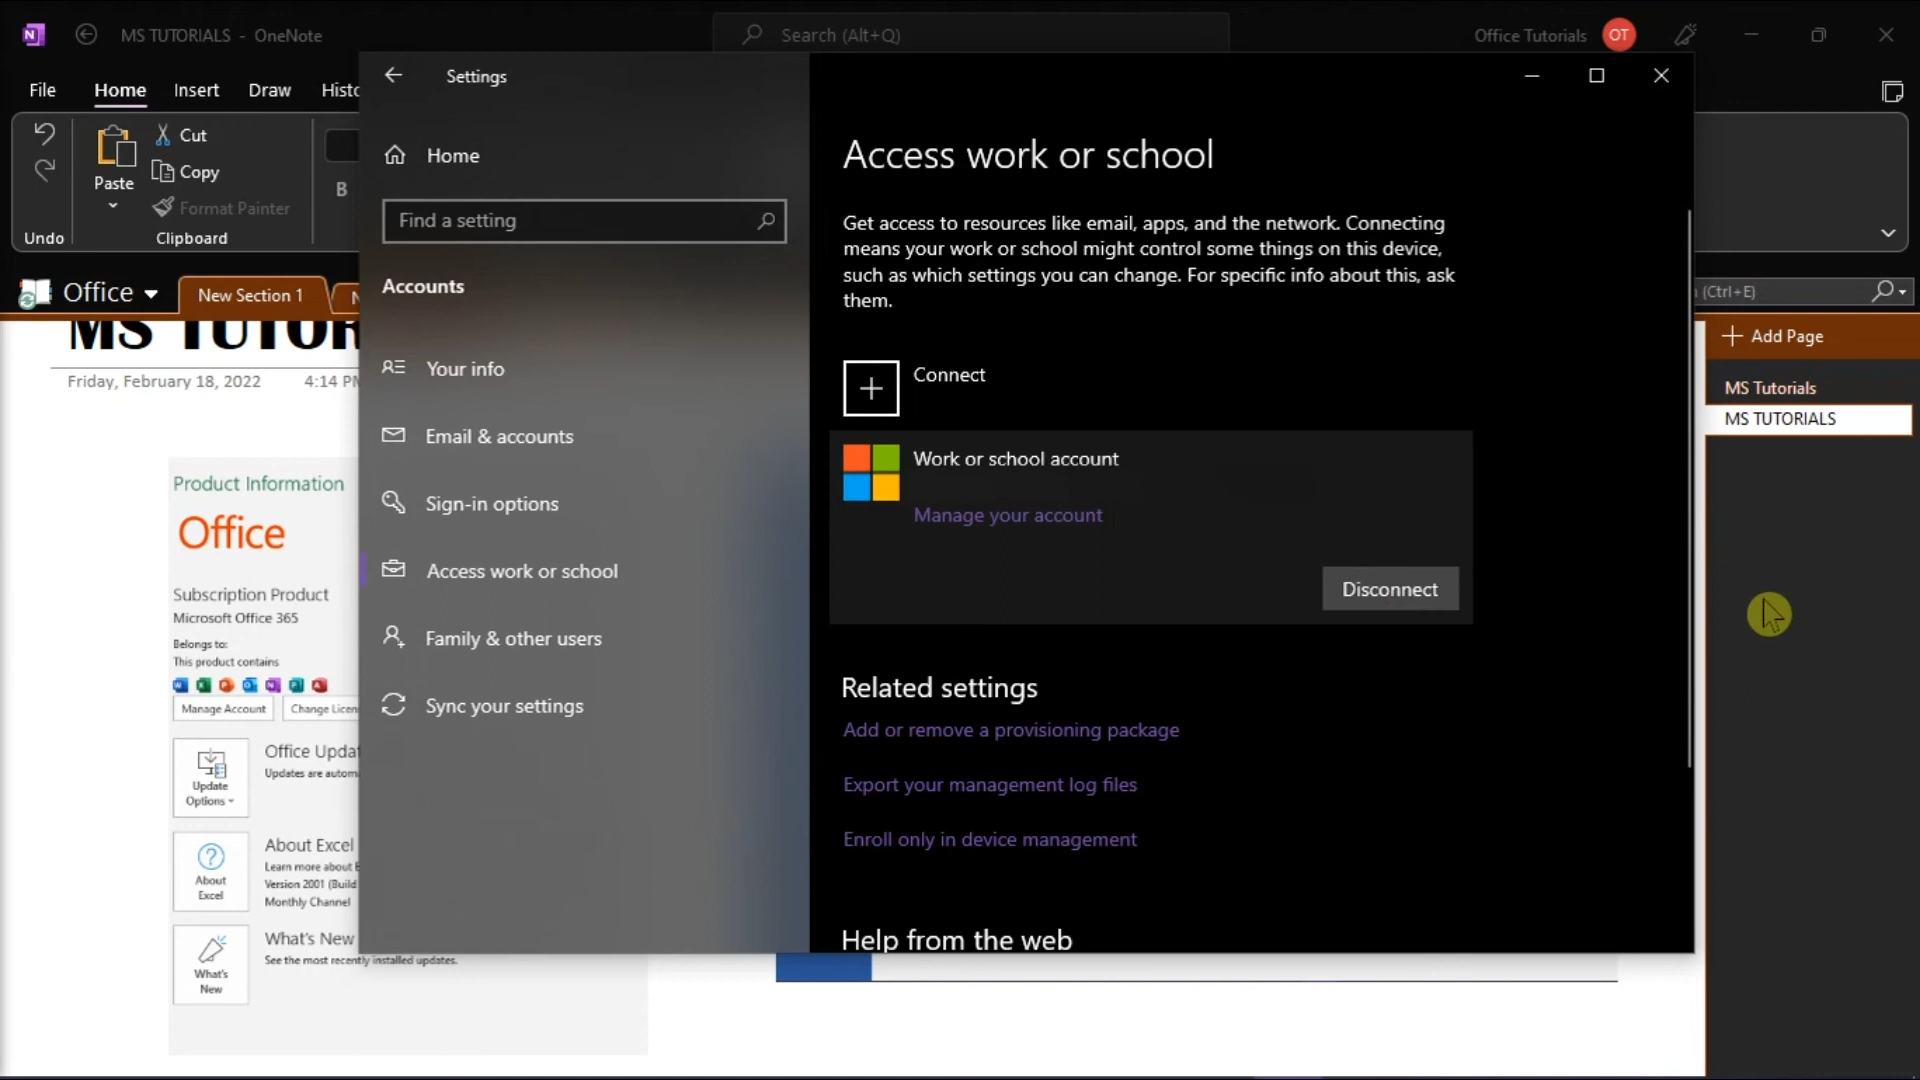 MS TUTORIALS - OneNote
Search (Alt+Q)
Office Tutorials
OT
File
Home
Insert
Draw
Undo
Paste
Cut
Copy
Format Painter
Clipboard
B
Office
New Section 1
(Ctrl+E)
Friday, February 18, 2022
Product Information
Office
Subscription Product
Microsoft Office 365
Belongs to:
This product contains
Manage Account
Update
Options
Updates are
About
Excel
About Excel
Learn more about
Version 2001 (Build
Monthly Channel
What's
New
What's New
See the most recently installed updates.
Settings
Home
Find a setting
Accounts
Your info
Email & accounts
Sign-in options
Access work or school
Family & other users
Sync your settings
Access work or school
Get access to resources like email, apps, and the network. Connecting
means your work or school might control some things on this device,
such as which settings you can change. For specific info about this, ask
them.
Connect
Work or school account
Manage your account
Disconnect
Related settings
Add or remove a provisioning package
Export your management log files
Enroll only in device management
Help from the web
Add Page
MS Tutorials
MS TUTORIALS